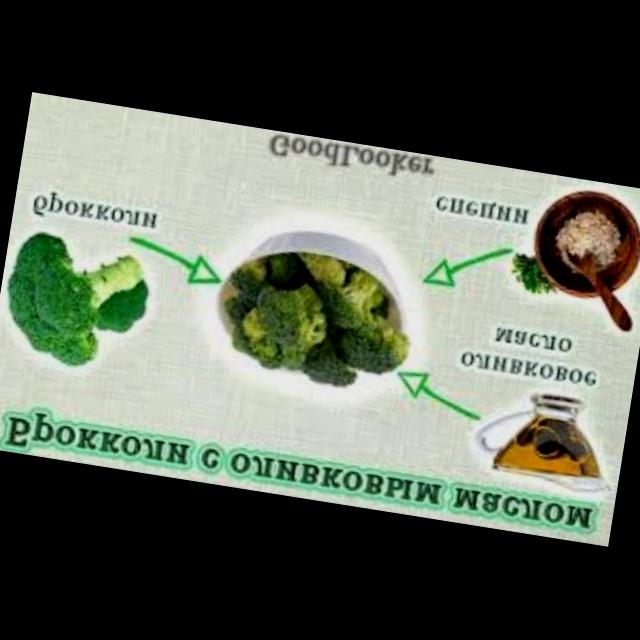 Брокколи с оливковым маслом
оливковое
масло
брокколи
специи
GoodLooker